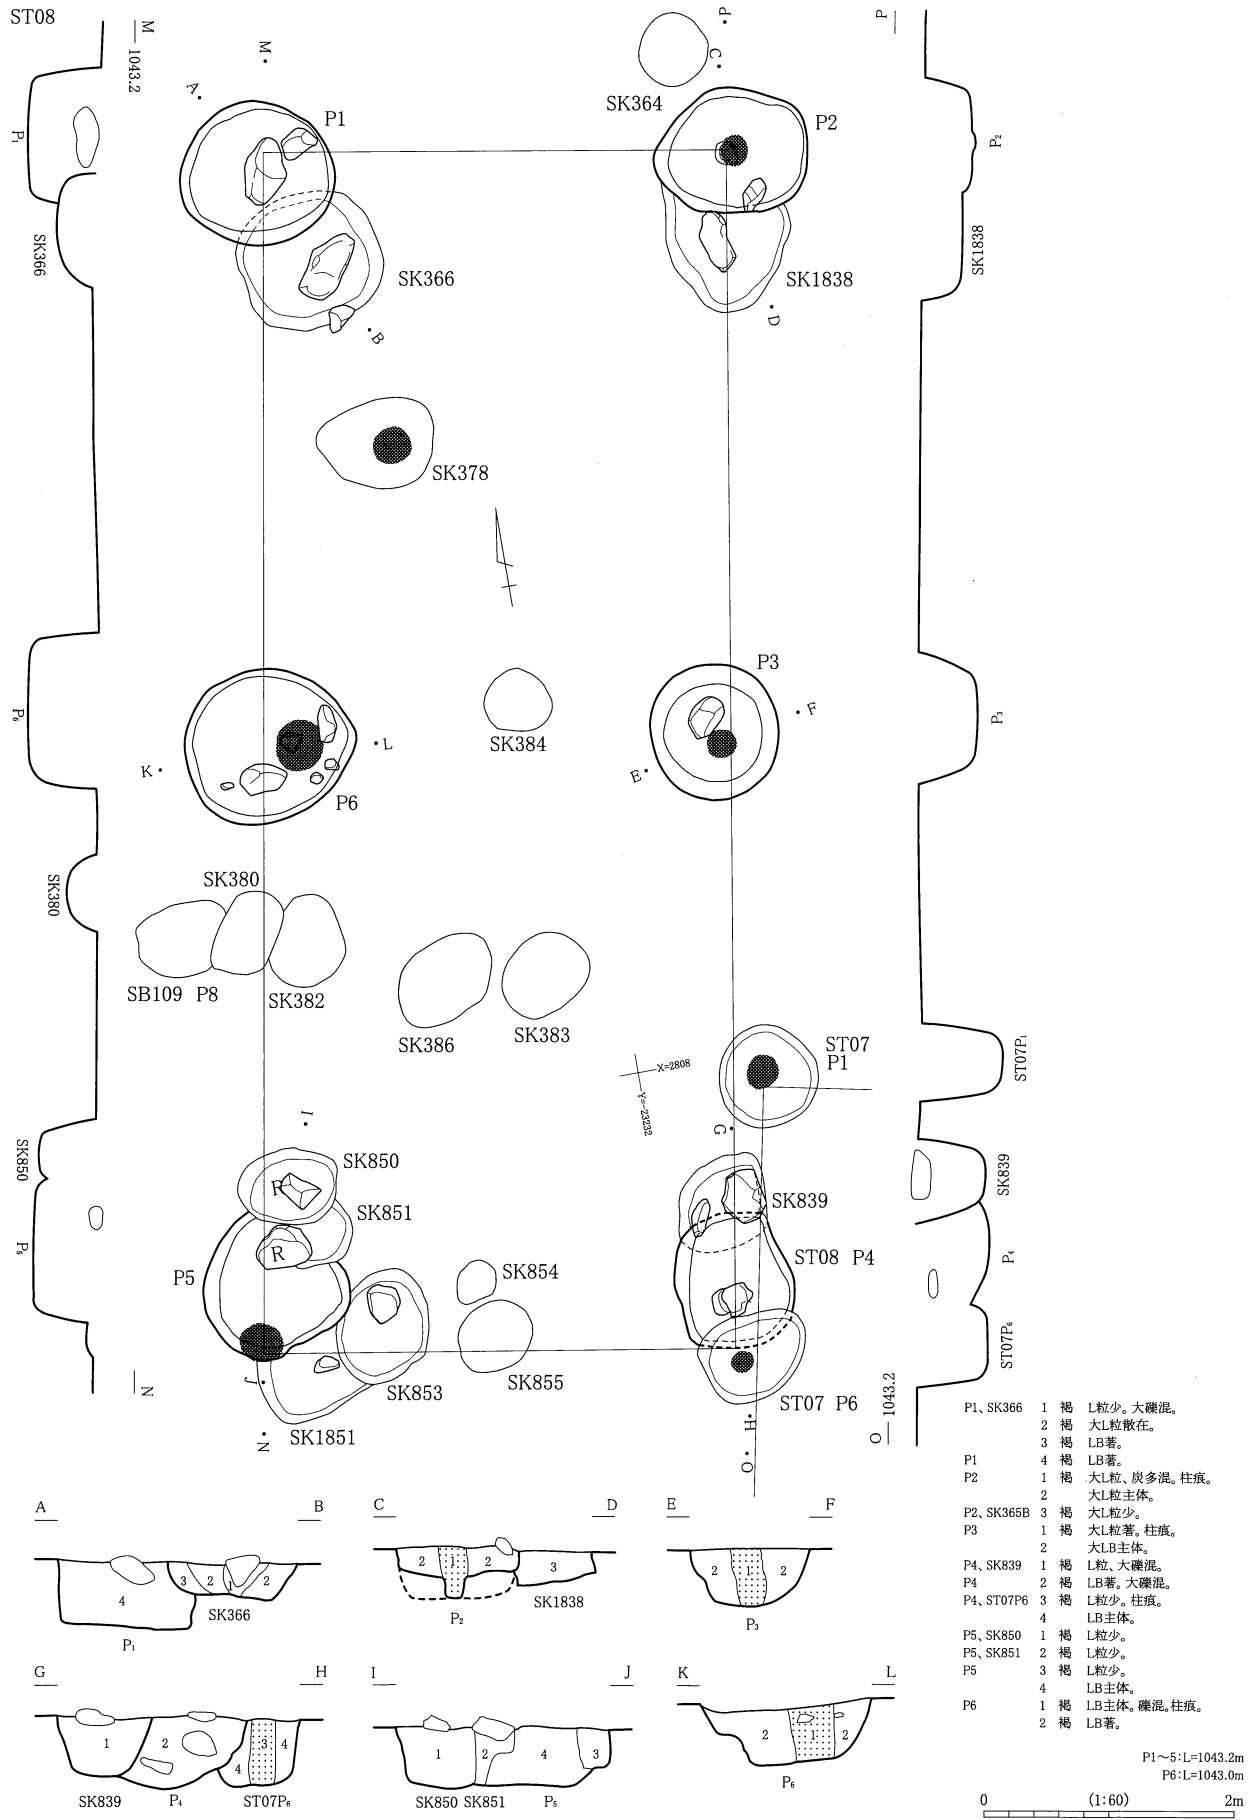 ST08
M
1043.2
M
A
P1
P₁
SK366
SK366
B
P
C
SK364
P2
SK1838
D
P
P₂
SK1838
SK378
P₆
K
L
P6
SK384
P3
F
E
P₃
SK380
SK380
SB109 P8
SK382
SK386
SK383
X=2808
Y=-23232
ST07
P1
ST07P₁
G
I
SK850
SK850
R
SK851
R
P5
P₅
SK854
SK855
SK853
J
N
SK1851
N
SK839
SK839
ST08 P4
P₄
ST07P₆
ST07 P6
H
O
O
1043.2
P1、SK366 1 褐 L粒少。大礫混。
2 褐 大L粒散在。
3 褐 LB著。
P1 4 褐 LB著。
P2 1 褐 大L粒、炭多混。柱痕。
2 大L粒主体。
P2、SK365B 3 褐 大L粒少。
P3 1 褐 大L粒著。柱痕。
2 大LB主体。
P4、SK839 1 褐 L粒、大礫混。
P4 2 褐 LB著。大礫混。
P4、ST07P6 3 褐 L粒少。柱痕。
4 LB主体。
P5、SK850 1 褐 L粒少。
P5、SK851 2 褐 L粒少。
P5 3 褐 L粒少。
4 LB主体。
P6 1 褐 LB主体。礫混。柱痕。
2 褐 LB著。
P1～5:L=1043.2m
P6:L=1043.0m
0 (1:60) 2m
A B
4 3 2 1 2
SK366
P₁
C D
2 1 2 3
SK1838
P₂
E F
2 1 2
P₃
G H
1 2 4 3 4
SK839 P₄ ST07P₆
I J
1 2 4 3
SK850 SK851 P₅
K L
2 1 2
P₆